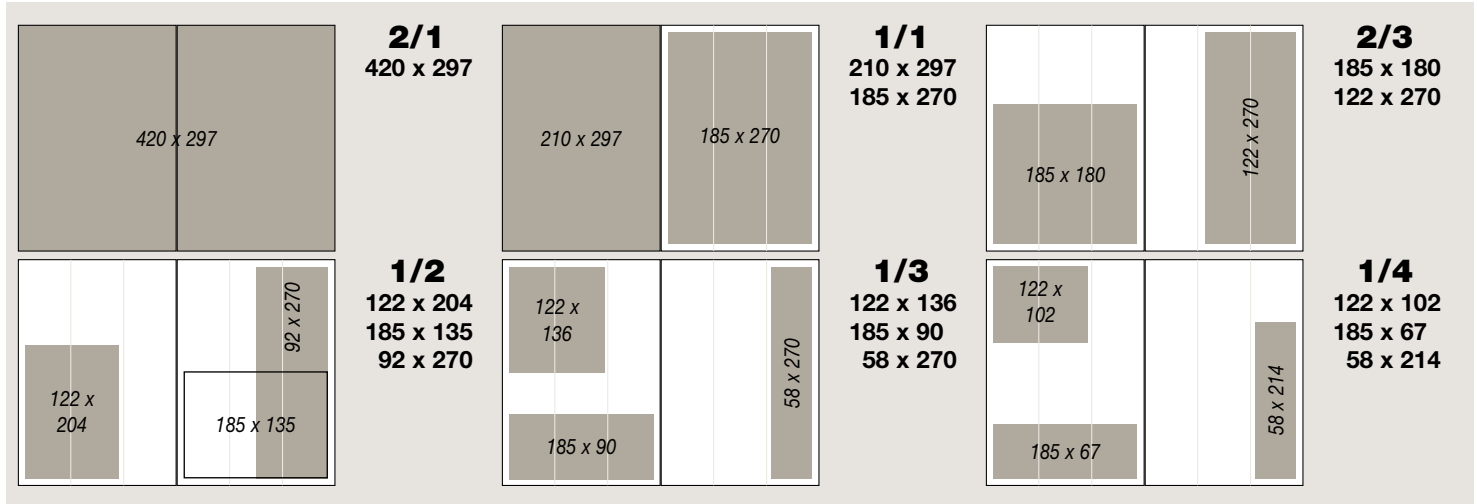 420 x 297
2/1
420 x 297
210 x 297
185 x 270
1/1
210 x 297
185 x 270
185 x 180
122 x 270
2/3
185 x 180
122 x 270
122 x
204
92 x 270
185 x 135
1/2
122 x 204
185 x 135
92 x 270
122 x
136
185 x 90
58 x 270
1/3
122 x 136
185 x 90
58 x 270
122 x
102
185 x 67
58 x 214
1/4
122 x 102
185 x 67
58 x 214